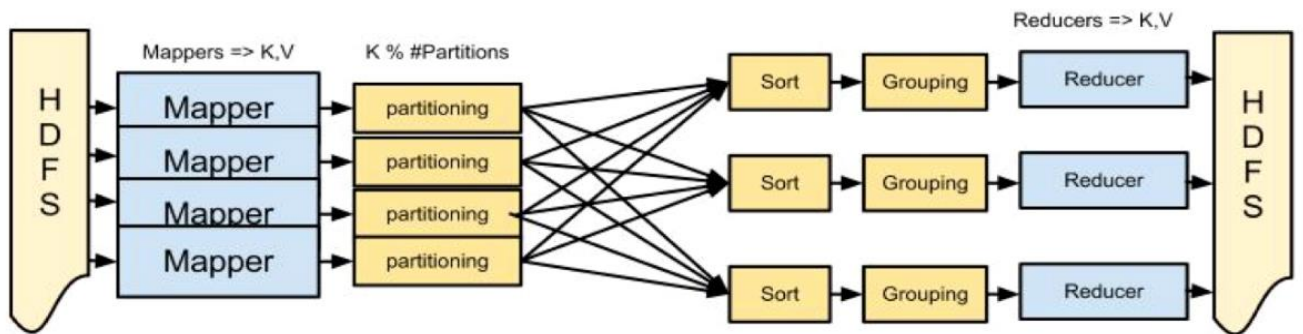 Mappers => K,V
K % #Partitions
Reducers => K,V
H
D
F
S
Mapper
Mapper
Mapper
Mapper
partitioning
partitioning
partitioning
partitioning
Sort
Grouping
Reducer
Sort
Grouping
Reducer
Sort
Grouping
Reducer
H
D
F
S